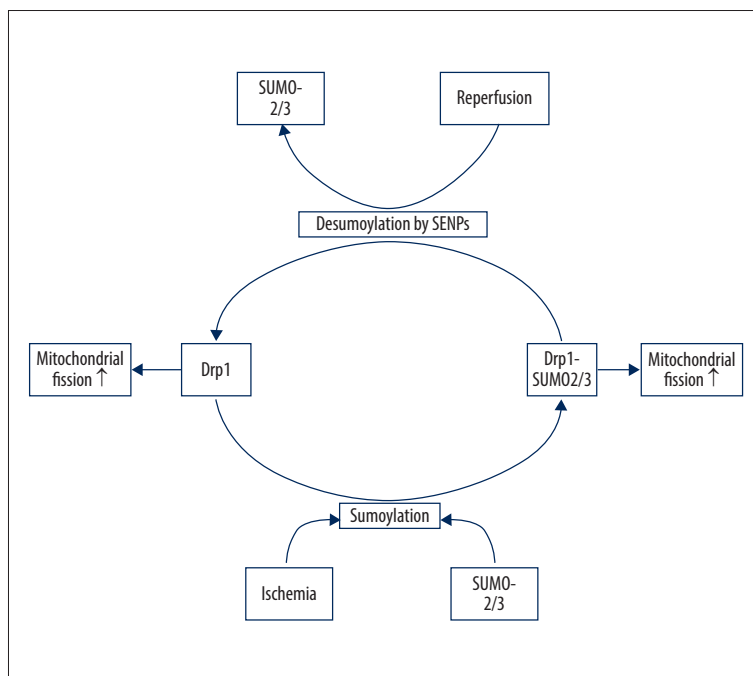 SUMO-
2/3
Reperfusion
Desumoylation by SENPs
Mitochondrial
fission ↑
Drp1
Drp1-
SUMO2/3
Mitochondrial
fission ↑
Sumoylation
Ischemia
SUMO-
2/3